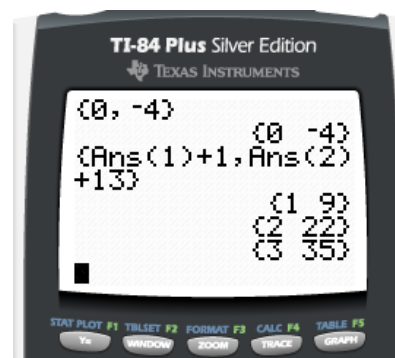 TI-84 Plus Silver Edition
TEXAS INSTRUMENTS
{0, -4}
{0 -4}
{Ans(1)+1,Ans(2)
+13}
{1 9}
{2 22}
{3 35}
STAT PLOT F1 TBLSET F2 FORMAT F3 CALC F4 TABLE F5
Y= WINDOW ZOOM TRACE GRAPH